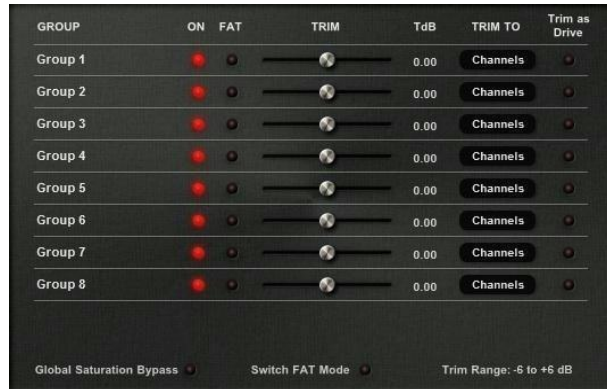 GROUP ON FAT TRIM TdB TRIM TO Trim as Drive
Group 1 0.00 Channels
Group 2 0.00 Channels
Group 3 0.00 Channels
Group 4 0.00 Channels
Group 5 0.00 Channels
Group 6 0.00 Channels
Group 7 0.00 Channels
Group 8 0.00 Channels
Global Saturation Bypass Switch FAT Mode Trim Range: -6 to +6 dB